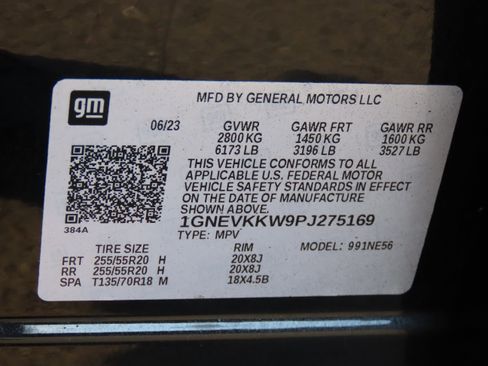 gm
MFD BY GENERAL MOTORS LLC
06/23 GVWR GAWR FRT GAWR RR
2800 KG 1450 KG 1600 KG
6173 LB 3196 LB 3527 LB
THIS VEHICLE CONFORMS TO ALL
APPLICABLE U.S. FEDERAL MOTOR
VEHICLE SAFETY STANDARDS IN EFFECT
ON THE DATE OF MANUFACTURE
SHOWN ABOVE.
384A 1GNEVKKW9PJ275169
TYPE: MPV MODEL: 991NE56
TIRE SIZE RIM
FRT 255/55R20 H 20X8J
RR 255/55R20 H 20X8J
SPA T135/70R18 M 18X4.5B